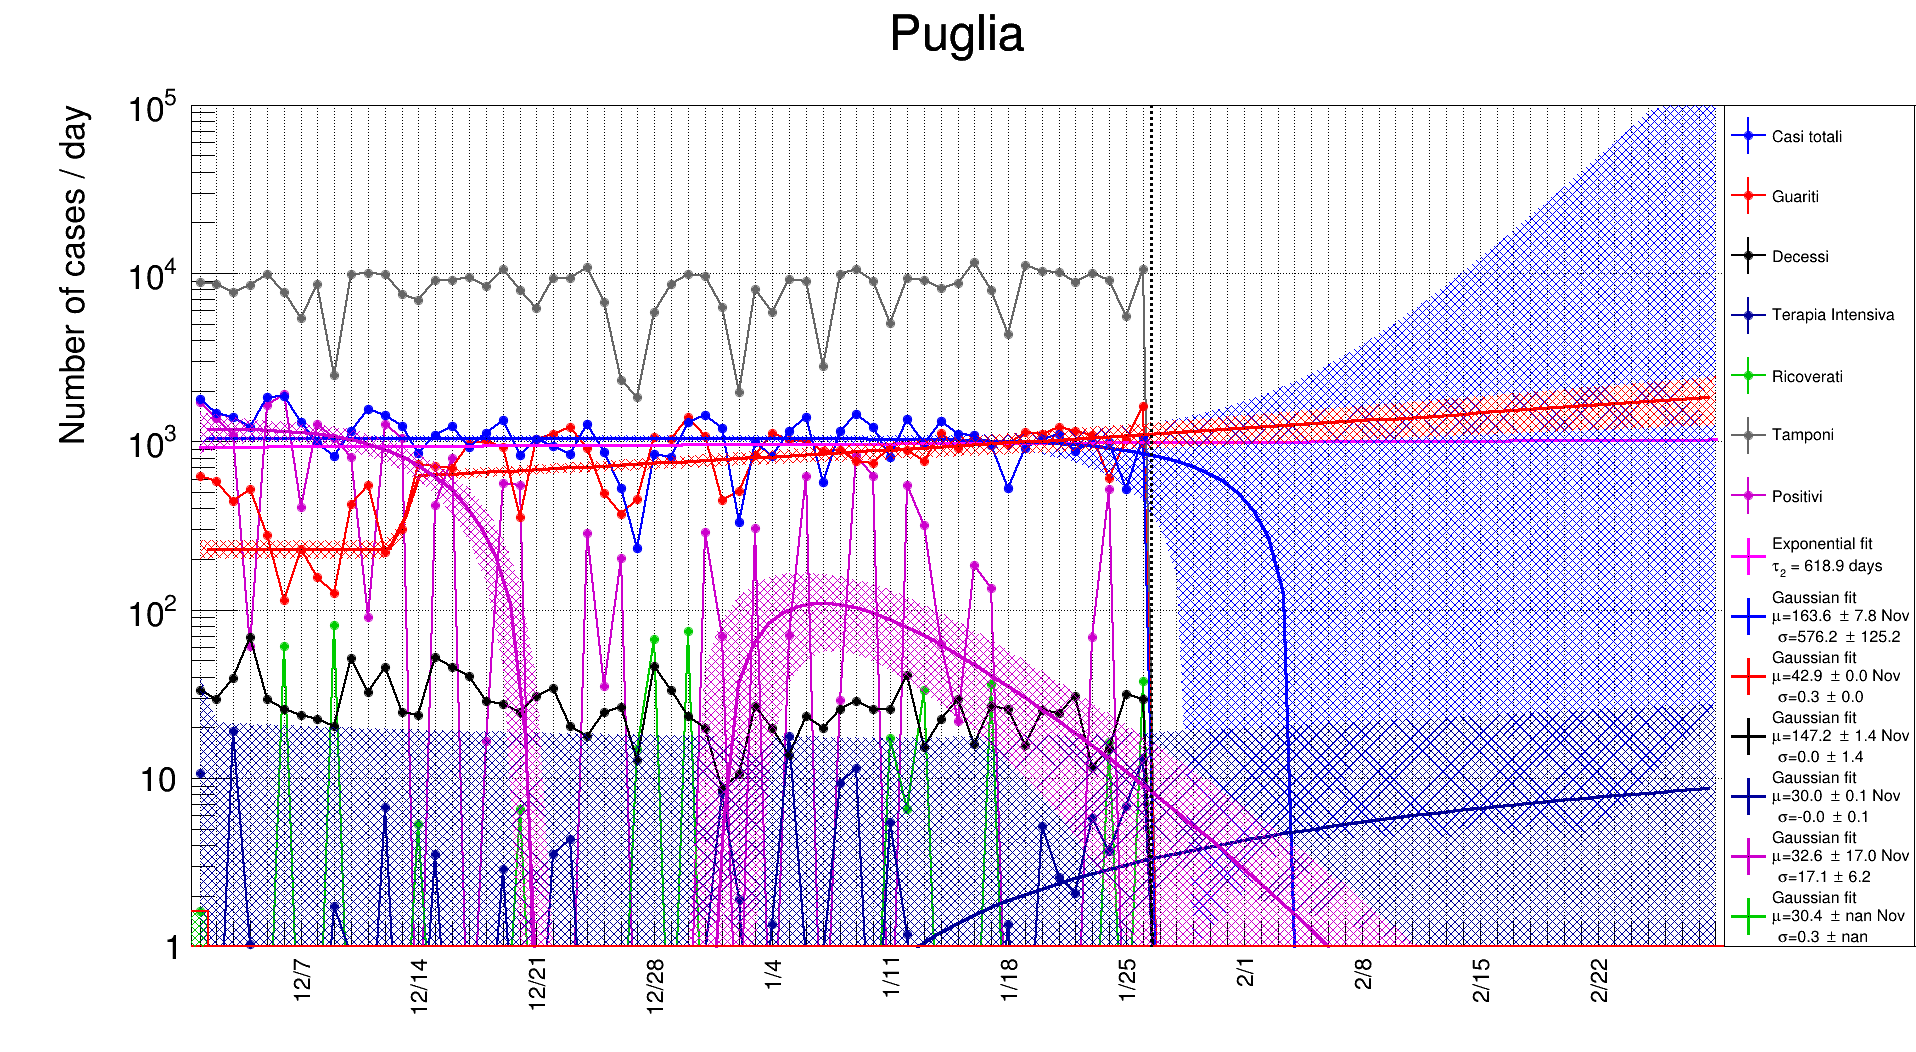 Puglia
Number of cases / day
10^5
10^4
10^3
10^2
10
1
12/7
12/14
12/21
12/28
1/4
1/11
1/18
1/25
2/1
2/8
2/15
2/22
Casi totali
Guariti
Decessi
Terapia Intensiva
Ricoverati
Tamponi
Positivi
Exponential fit
τ_2 = 618.9 days
Gaussian fit
μ=163.6 ± 7.8 Nov
σ=576.2 ± 125.2
Gaussian fit
μ=42.9 ± 0.0 Nov
σ=0.3 ± 0.0
Gaussian fit
μ=147.2 ± 1.4 Nov
σ=0.0 ± 1.4
Gaussian fit
μ=30.0 ± 0.1 Nov
σ=-0.0 ± 0.1
Gaussian fit
μ=32.6 ± 17.0 Nov
σ=17.1 ± 6.2
Gaussian fit
μ=30.4 ± nan Nov
σ=0.3 ± nan